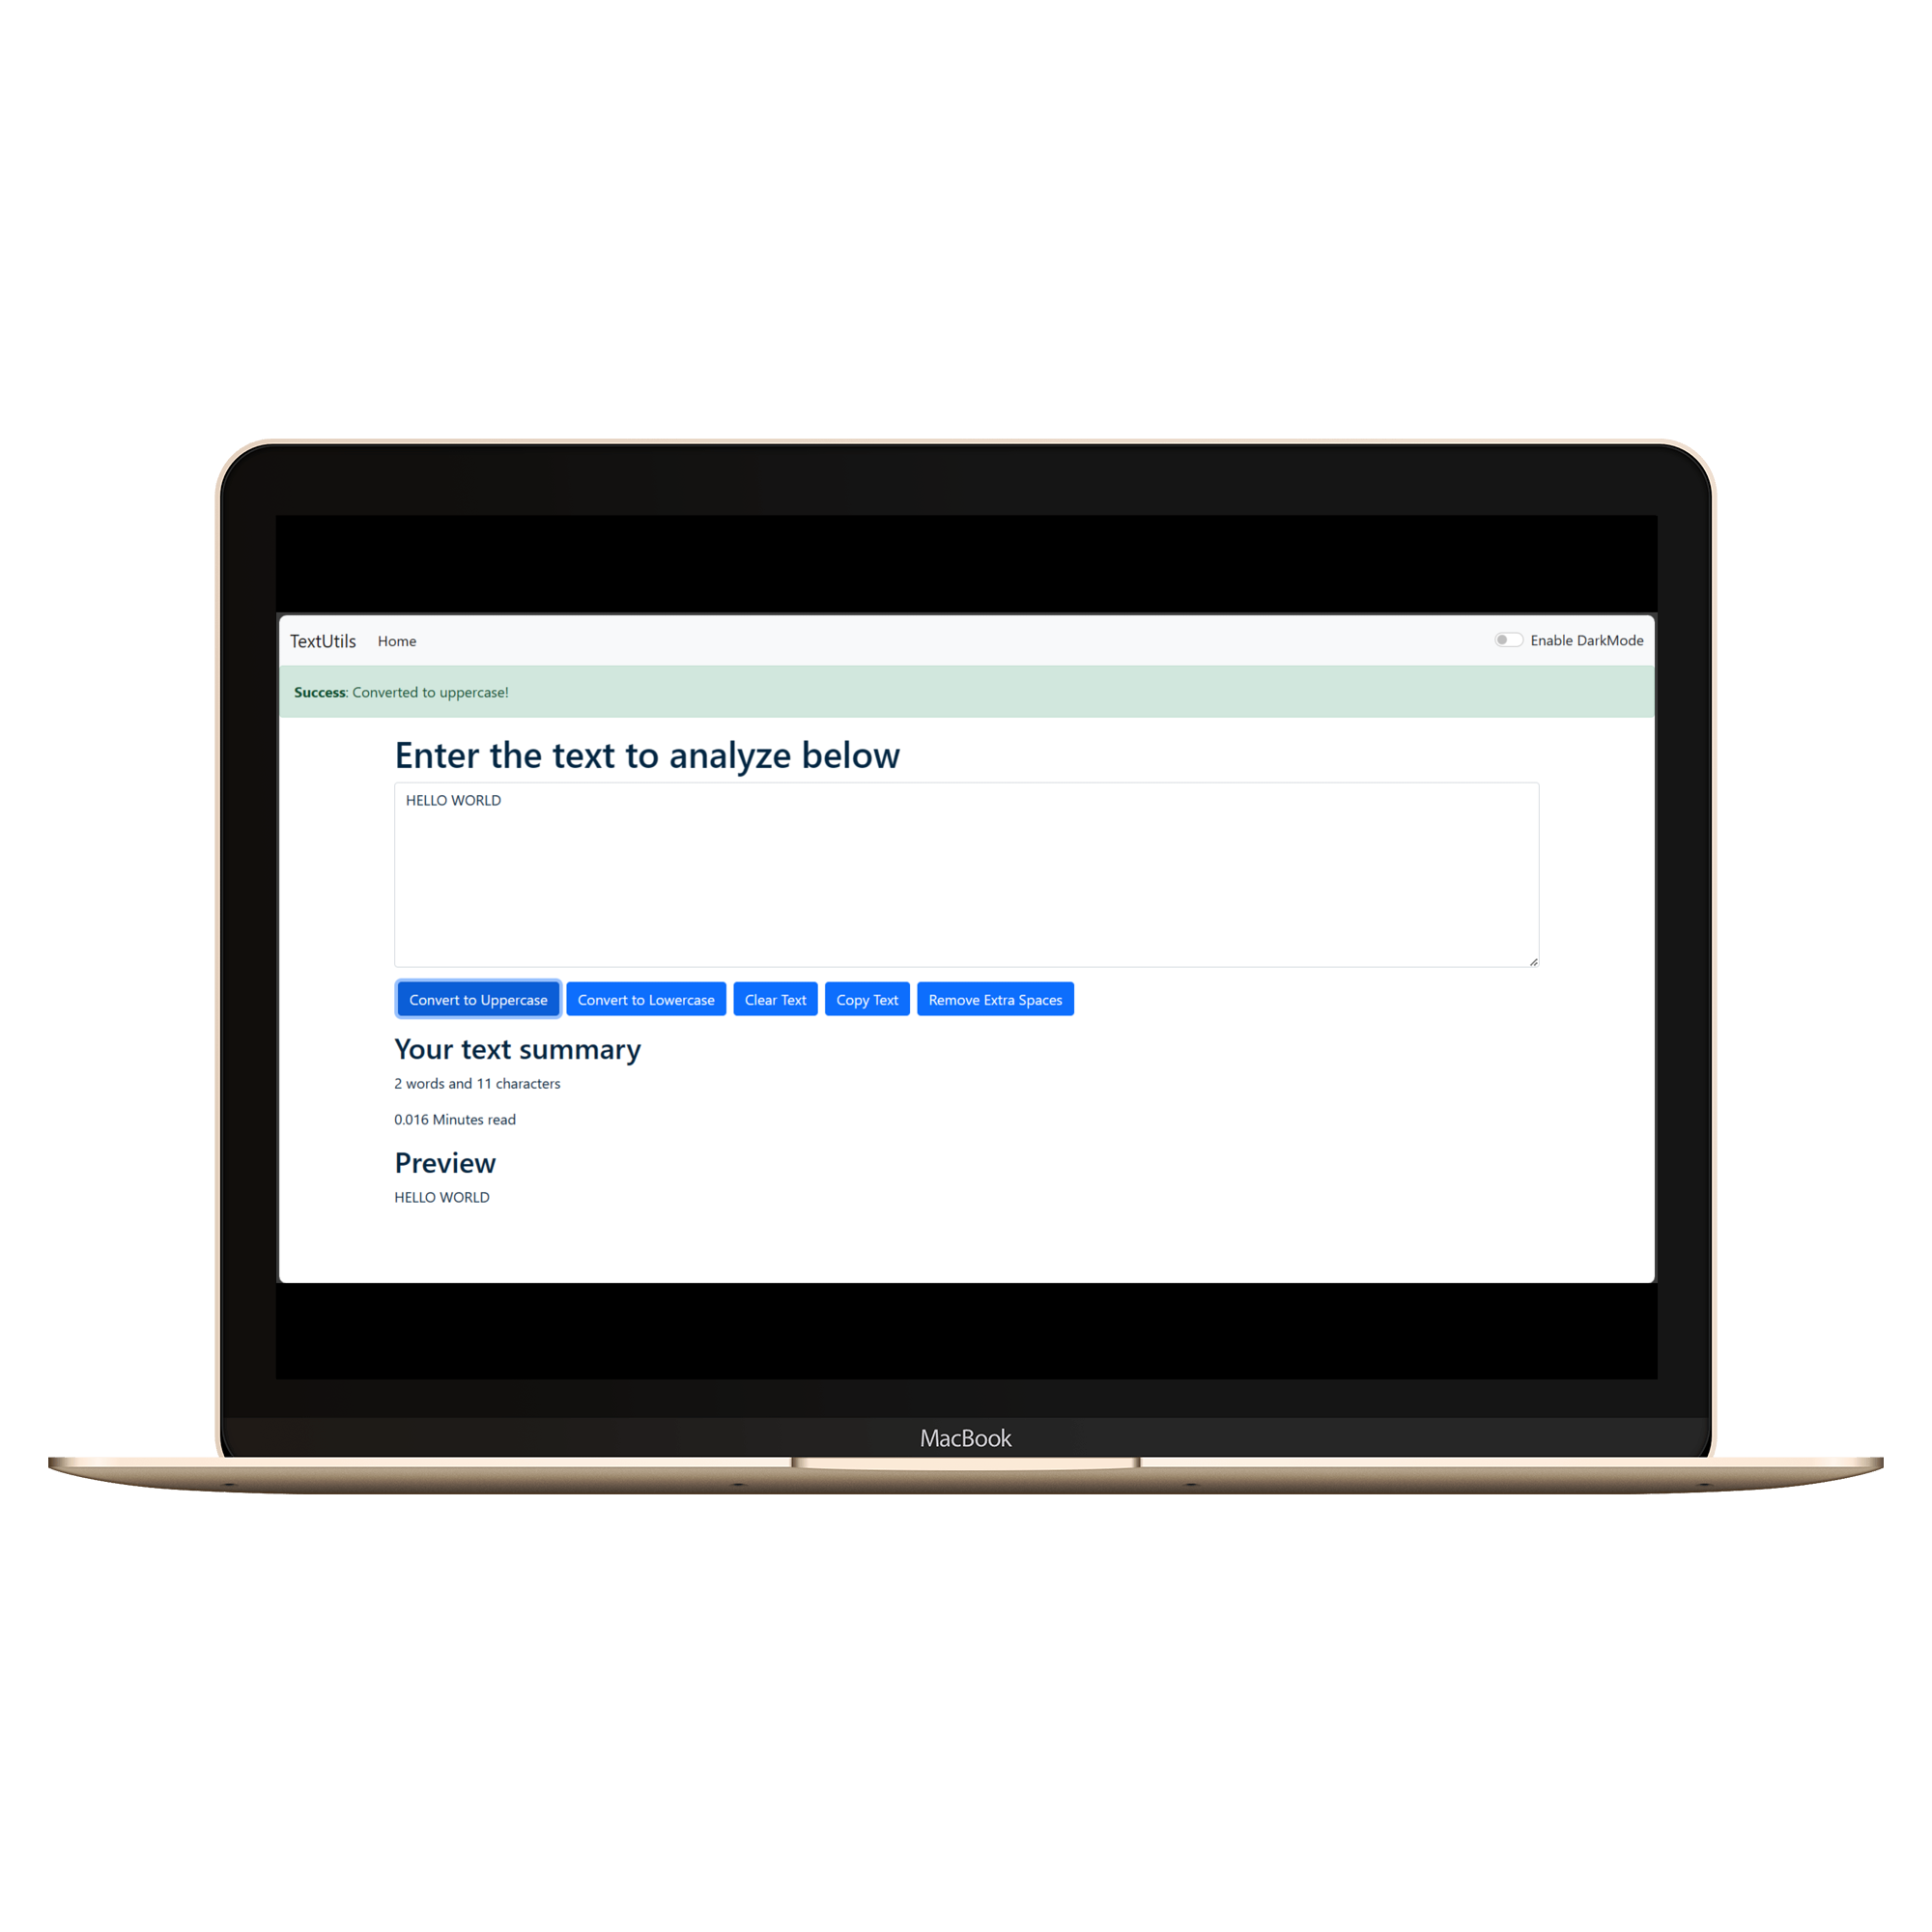 TextUtils Home Enable DarkMode
Success: Converted to uppercase!
Enter the text to analyze below
HELLO WORLD
Convert to Uppercase Convert to Lowercase Clear Text Copy Text Remove Extra Spaces
Your text summary
2 words and 11 characters
0.016 Minutes read
Preview
HELLO WORLD
MacBook